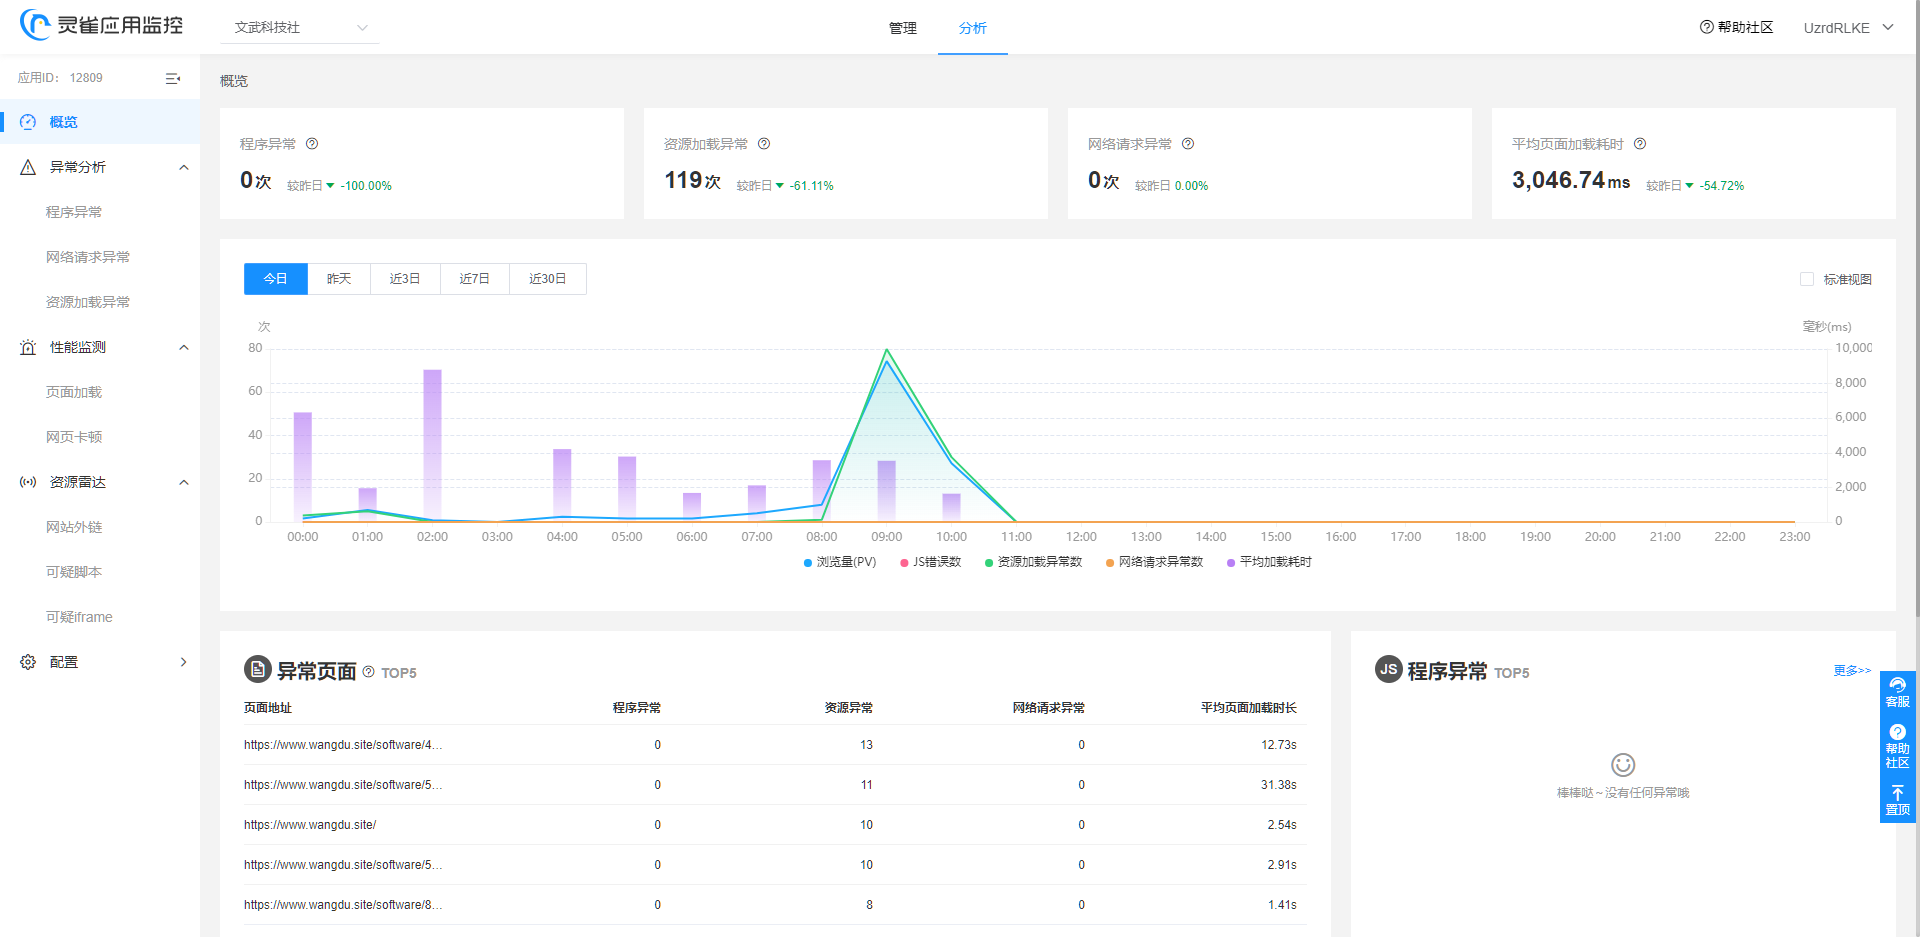 灵雀应用监控
文武科技社
管理
分析
帮助社区
UzrdRLKE
应用ID： 12809
概览
异常分析
程序异常
网络请求异常
资源加载异常
性能监测
页面加载
网页卡顿
资源雷达
网站外链
可疑脚本
可疑iframe
配置
概览
程序异常
0次 较昨日 -100.00%
资源加载异常
119次 较昨日 -61.11%
网络请求异常
0次 较昨日 0.00%
平均页面加载耗时
3,046.74ms 较昨日 -54.72%
今日 昨天 近3日 近7日 近30日
标准视图
次
毫秒(ms)
80
60
40
20
0
10,000
8,000
6,000
4,000
2,000
0
00:00 01:00 02:00 03:00 04:00 05:00 06:00 07:00 08:00 09:00 10:00 11:00 12:00 13:00 14:00 15:00 16:00 17:00 18:00 19:00 20:00 21:00 22:00 23:00
浏览量(PV) JS错误数 资源加载异常数 网络请求异常数 平均加载耗时
异常页面 TOP5
页面地址 程序异常 资源异常 网络请求异常 平均页面加载时长
https://www.wangdu.site/software/4... 0 13 0 12.73s
https://www.wangdu.site/software/5... 0 11 0 31.38s
https://www.wangdu.site/ 0 10 0 2.54s
https://www.wangdu.site/software/5... 0 10 0 2.91s
https://www.wangdu.site/software/8... 0 8 0 1.41s
JS 程序异常 TOP5
更多>>
棒棒哒～没有任何异常哦
客服
帮助
社区
置顶